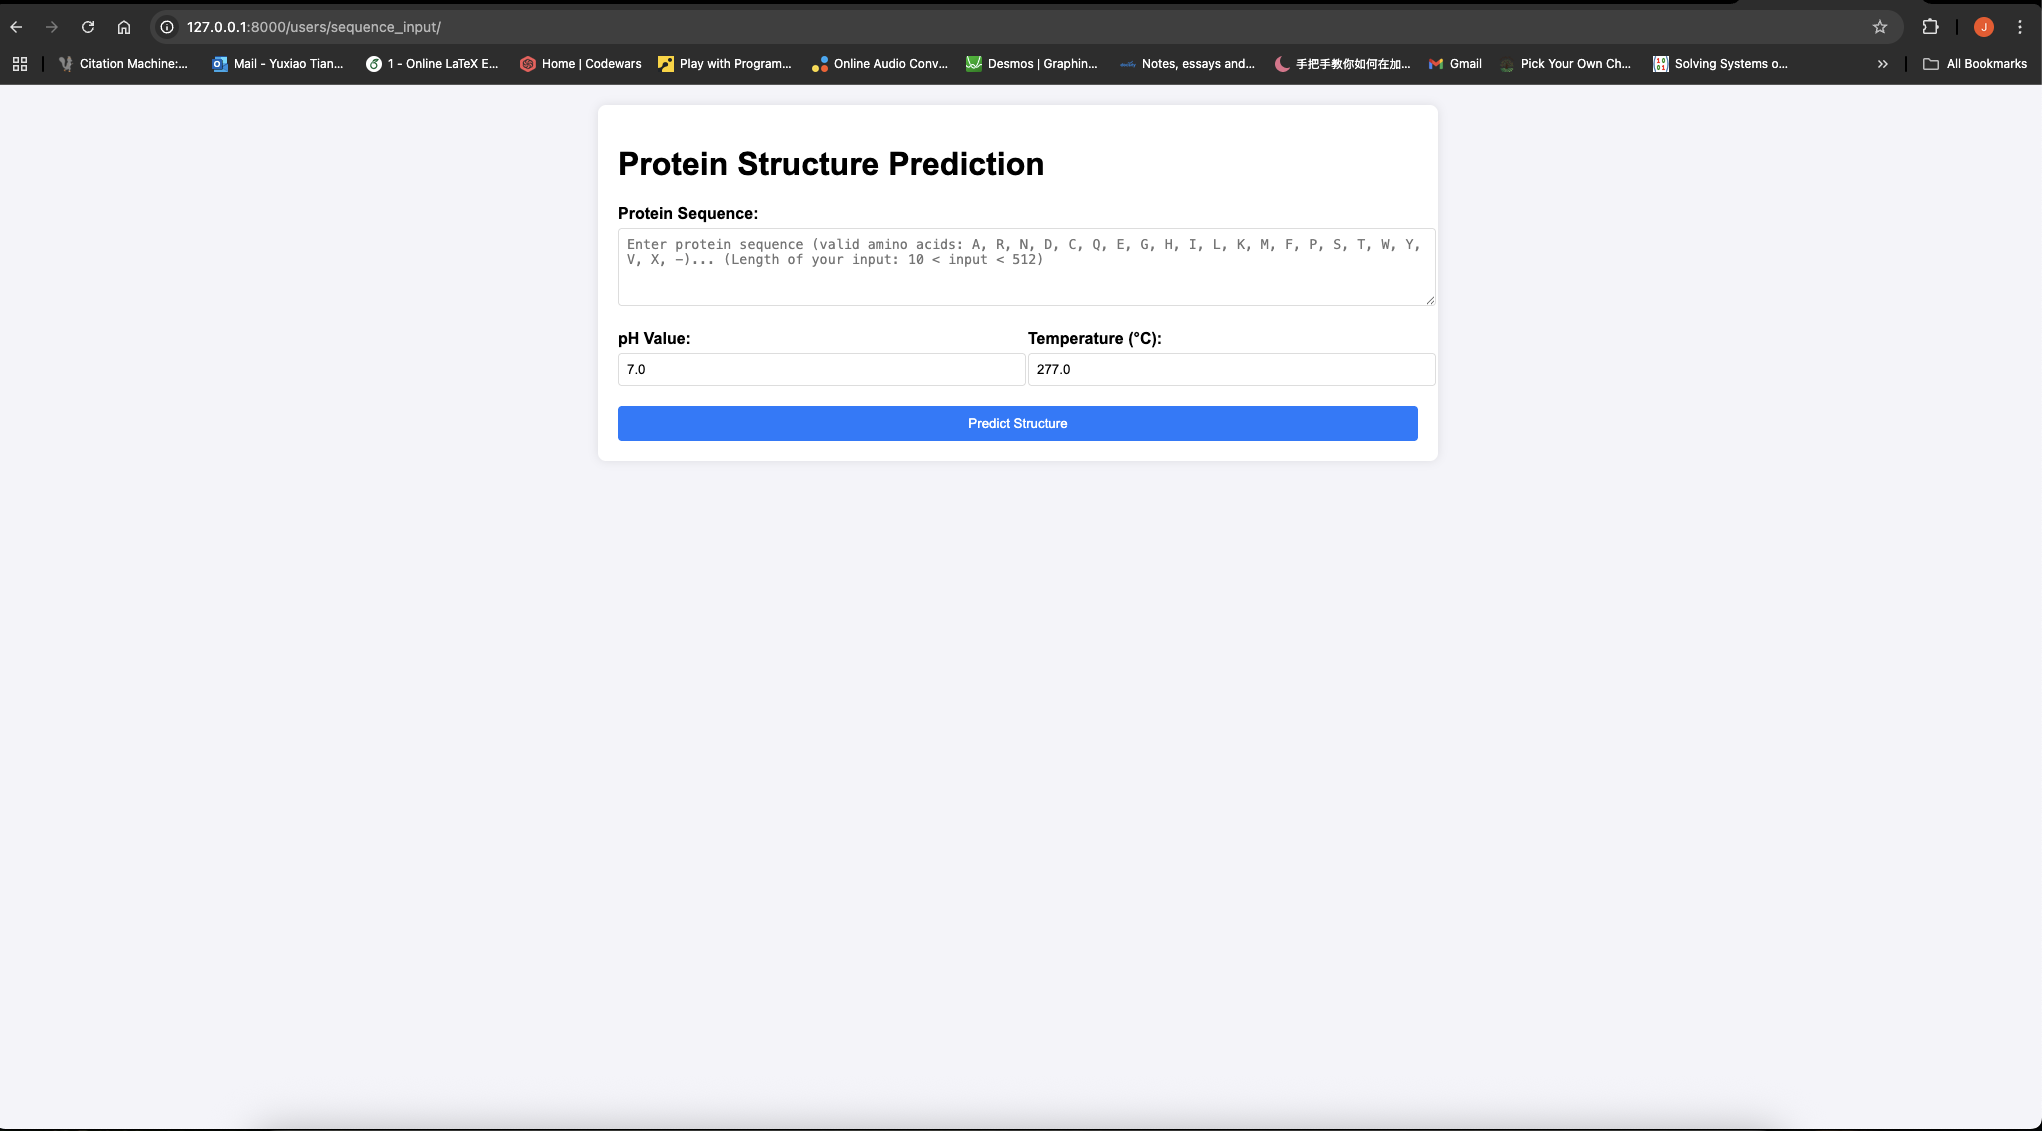 127.0.0.1:8000/users/sequence_input/
J
Citation Machine:... Mail - Yuxiao Tian... 1 - Online LaTeX E... Home | Codewars Play with Program... Online Audio Conv... Desmos | Graphin... Notes, essays and... 手把手教你如何在加... Gmail Pick Your Own Ch... Solving Systems o... All Bookmarks
Protein Structure Prediction
Protein Sequence:
Enter protein sequence (valid amino acids: A, R, N, D, C, Q, E, G, H, I, L, K, M, F, P, S, T, W, Y,
V, X, -)... (Length of your input: 10 < input < 512)
pH Value: Temperature (°C):
7.0 277.0
Predict Structure